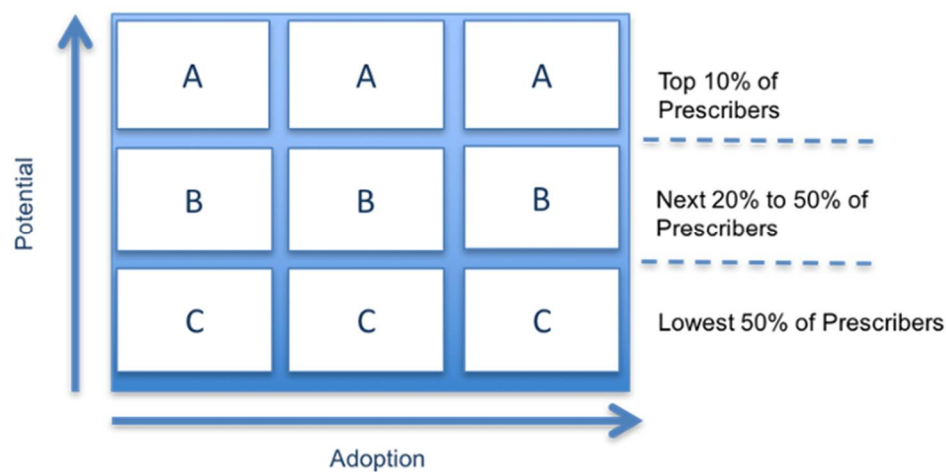 A A A
Top 10% of
Prescribers
Potential
B B B
Next 20% to 50% of
Prescribers
C C C
Lowest 50% of Prescribers
Adoption